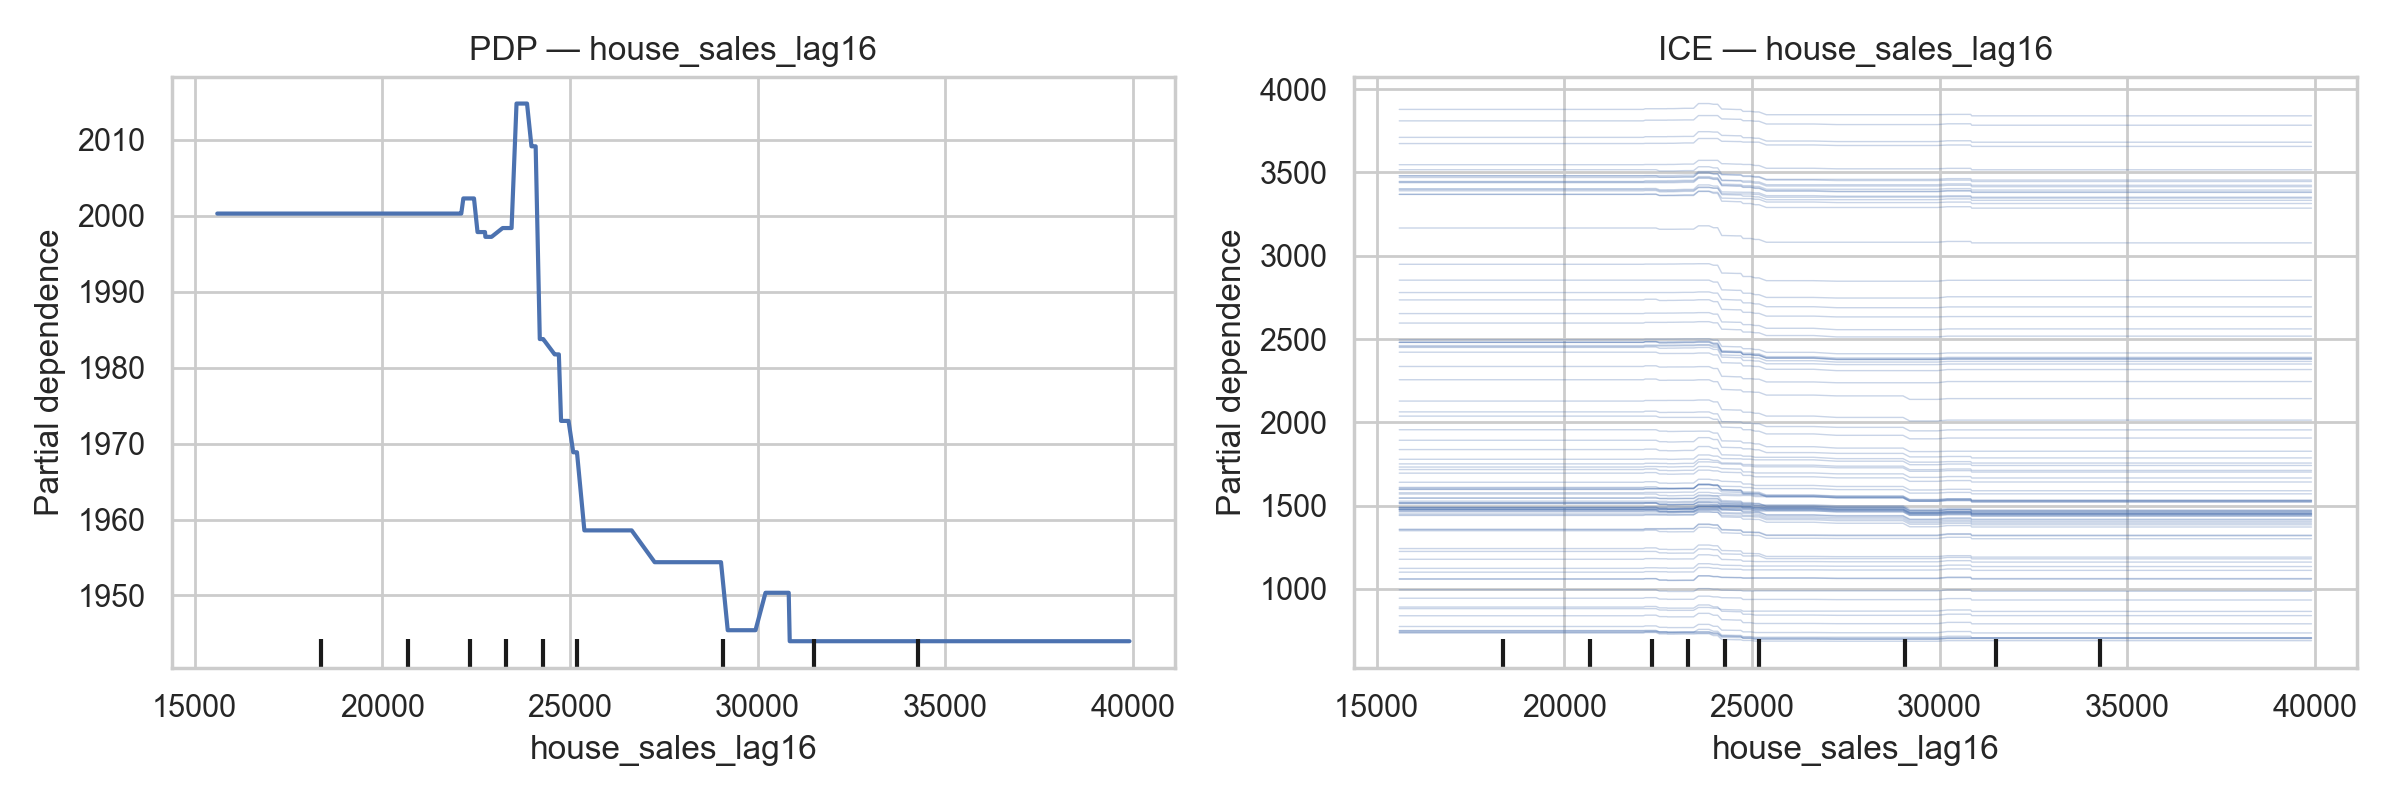 PDP — house_sales_lag16
2010
2000
1990
1980
1970
1960
1950
Partial dependence
15000 20000 25000 30000 35000 40000
house_sales_lag16
ICE — house_sales_lag16
4000
3500
3000
2500
2000
1500
1000
Partial dependence
15000 20000 25000 30000 35000 40000
house_sales_lag16